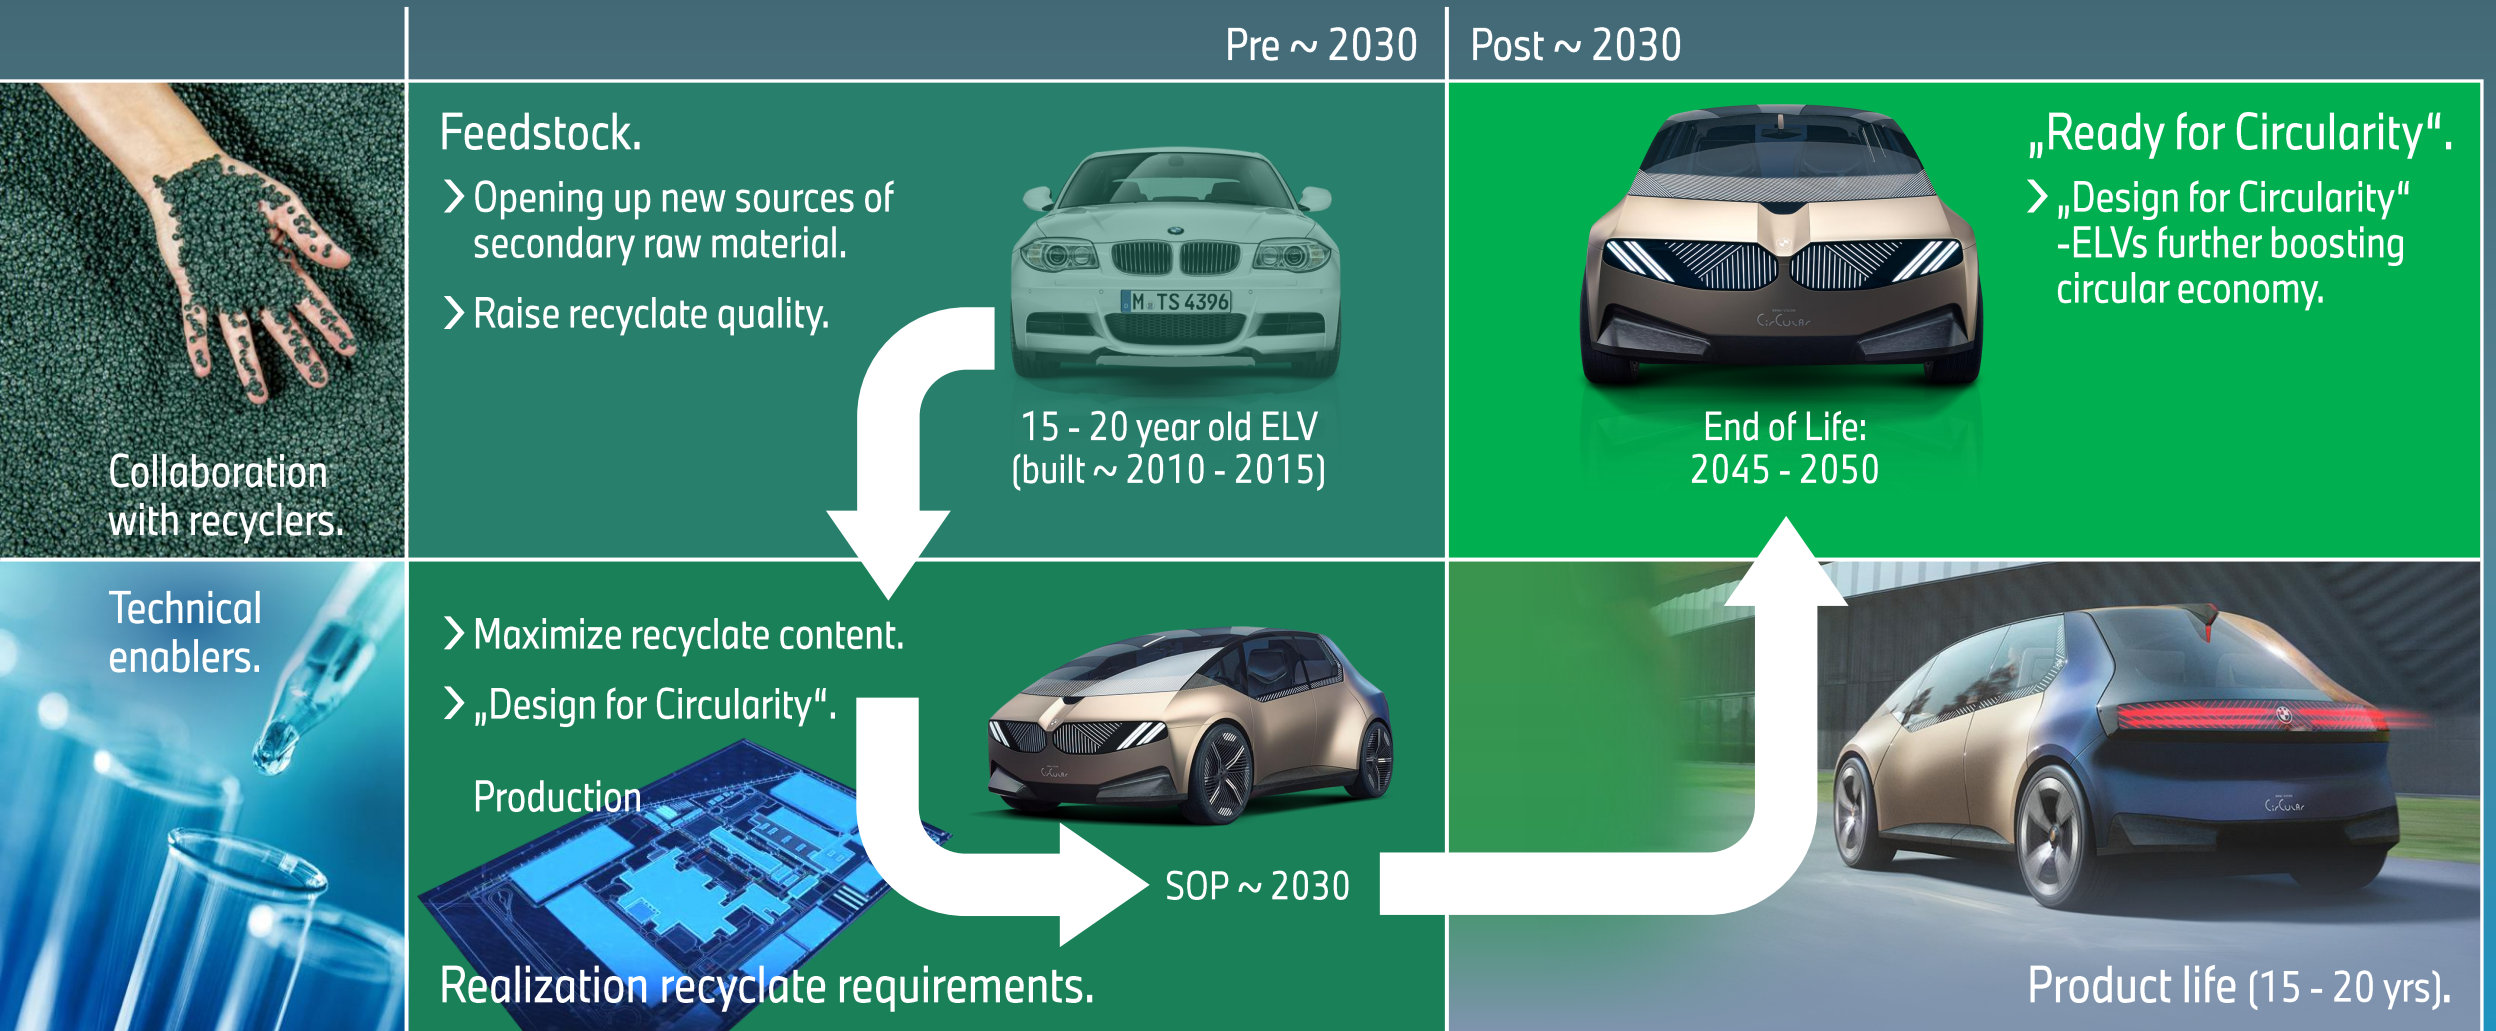 Pre ~ 2030
Post ~ 2030
Feedstock.
Opening up new sources of
secondary raw material.
Raise recyclate quality.
M TS 4396
15 - 20 year old ELV
(built ~ 2010 - 2015)
„Ready for Circularity“.
„Design for Circularity“
-ELVs further boosting
circular economy.
CirCular
End of Life:
2045 - 2050
Collaboration
with recyclers.
Technical
enablers.
Maximize recyclate content.
„Design for Circularity“.
Production
CirCular
SOP ~ 2030
Realization recyclate requirements.
CirCular
Product life (15 - 20 yrs).